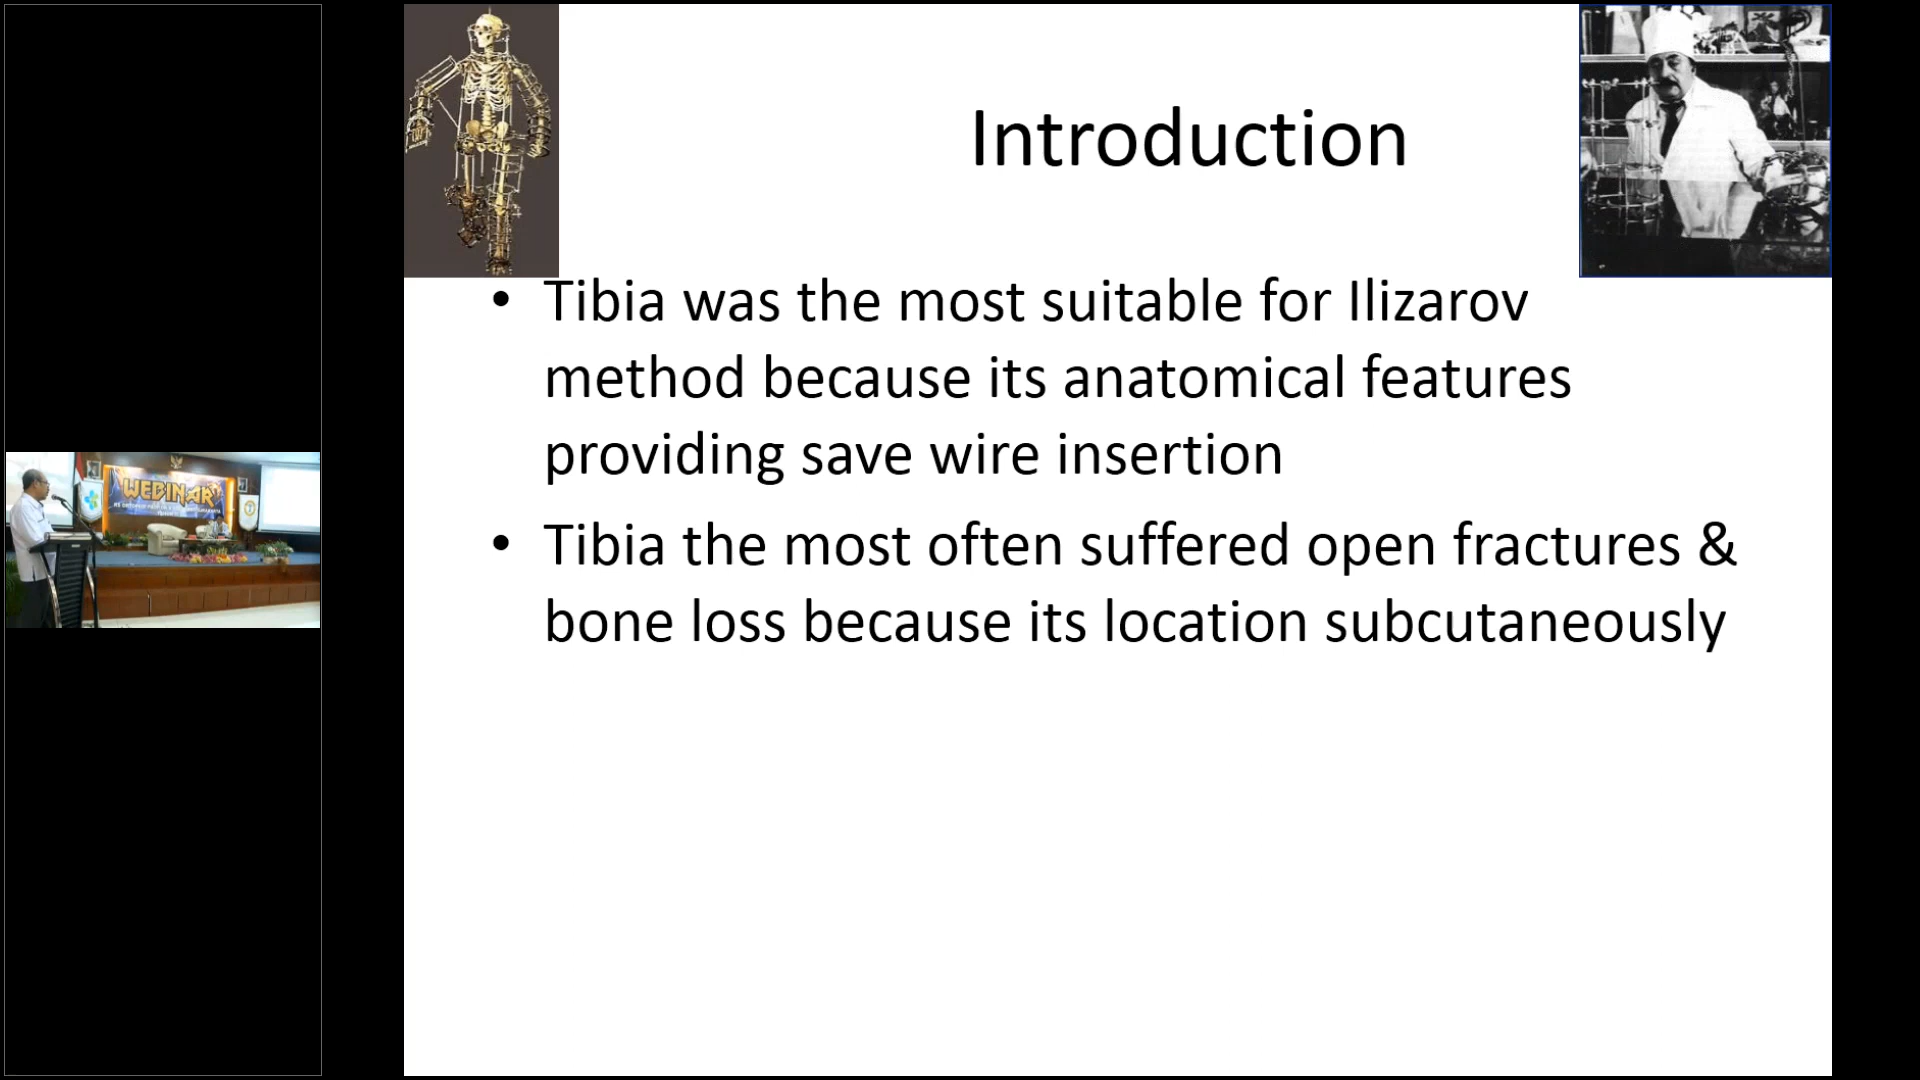 Introduction
• Tibia was the most suitable for Ilizarov
method because its anatomical features
providing save wire insertion
• Tibia the most often suffered open fractures &
bone loss because its location subcutaneously
WEBINAR